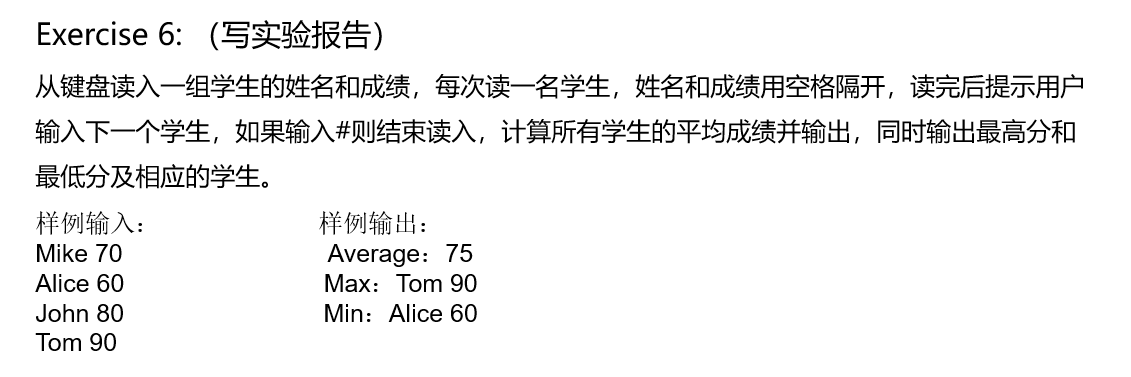 Exercise 6: （写实验报告）
从键盘读入一组学生的姓名和成绩，每次读一名学生，姓名和成绩用空格隔开，读完后提示用户
输入下一个学生，如果输入#则结束读入，计算所有学生的平均成绩并输出，同时输出最高分和
最低分及相应的学生。
样例输入： 样例输出：
Mike 70 Average：75
Alice 60 Max：Tom 90
John 80 Min：Alice 60
Tom 90